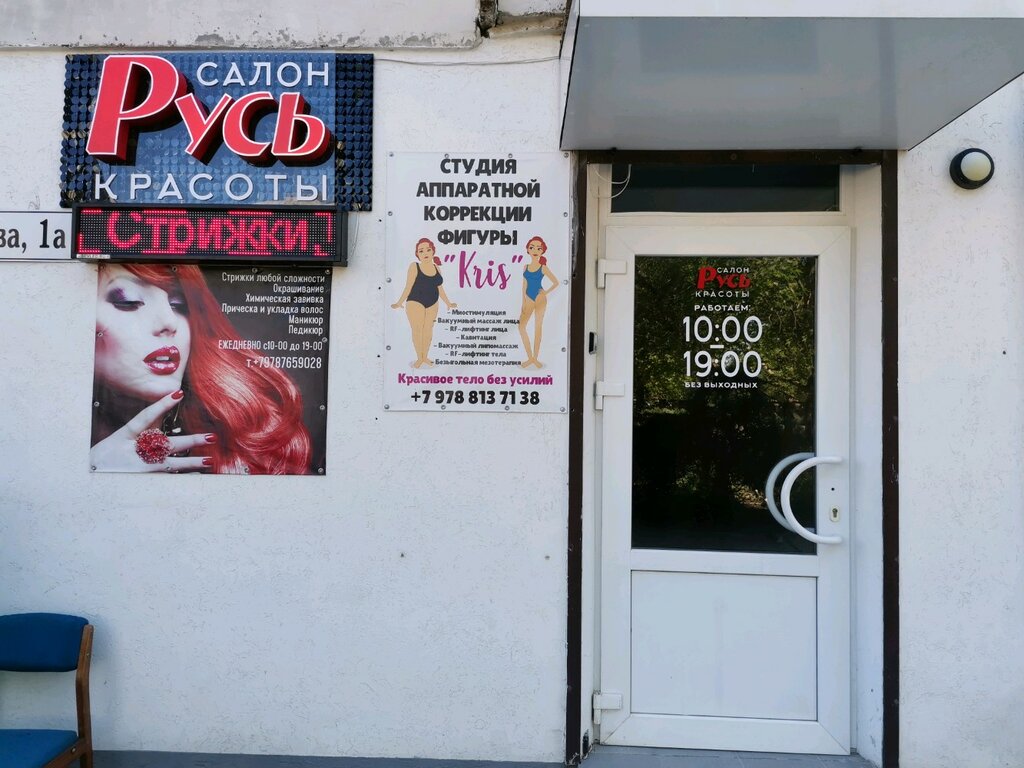 САЛОН
Русь
КРАСОТЫ
ва, 1а
Стрижки,
Стрижки любой сложности
Окрашивание
Химическая завивка
Прическа и укладка волос
Маникюр
Педикюр
ЕЖЕДНЕВНО с10-00 до 19-00
т.+79787659028
СТУДИЯ
АППАРАТНОЙ
КОРРЕКЦИИ
ФИГУРЫ
"Kris"
- Миостимуляция
- Вакуумный массаж лица
- RF-лифтинг лица
- Кавитация
- Вакуумный липомассаж
- RF-лифтинг тела
- Безыгольная мезотерапия
Красивое тело без усилий
+7 978 813 71 38
САЛОН
Русь
КРАСОТЫ
РАБОТАЕМ:
10:00
–
19:00
БЕЗ ВЫХОДНЫХ